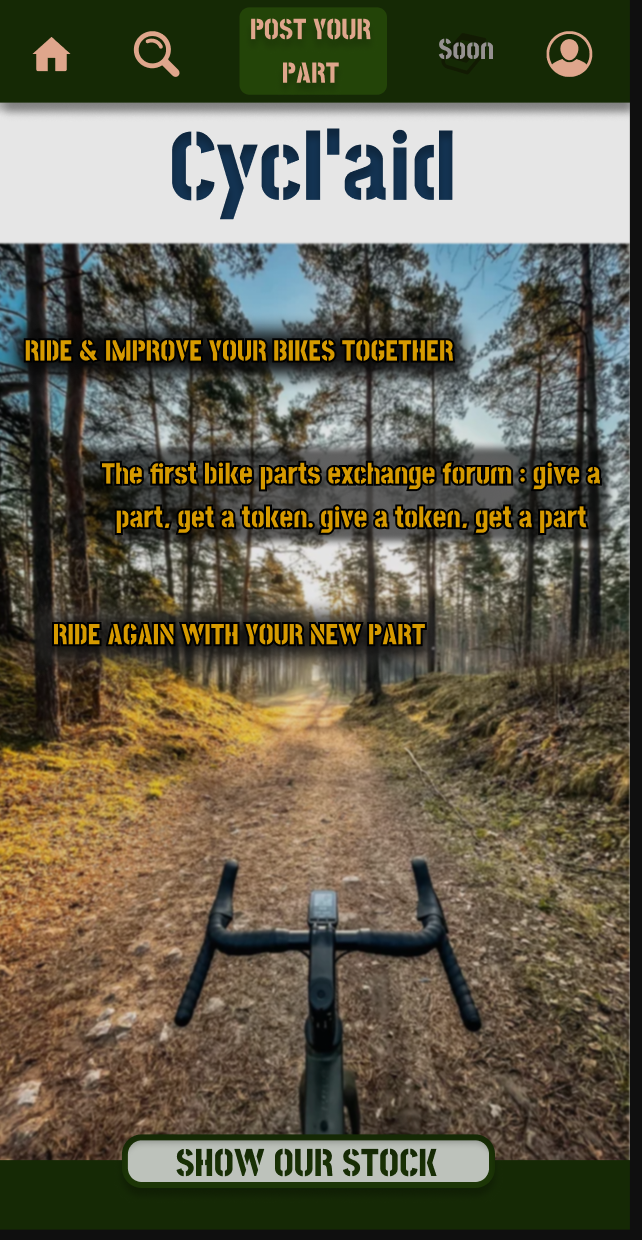 POST YOUR
PART
Soon
Cycl'aid
RIDE & IMPROVE YOUR BIKES TOGETHER
The first bike parts exchange forum : give a
part, get a token. give a token, get a part
RIDE AGAIN WITH YOUR NEW PART
SHOW OUR STOCK